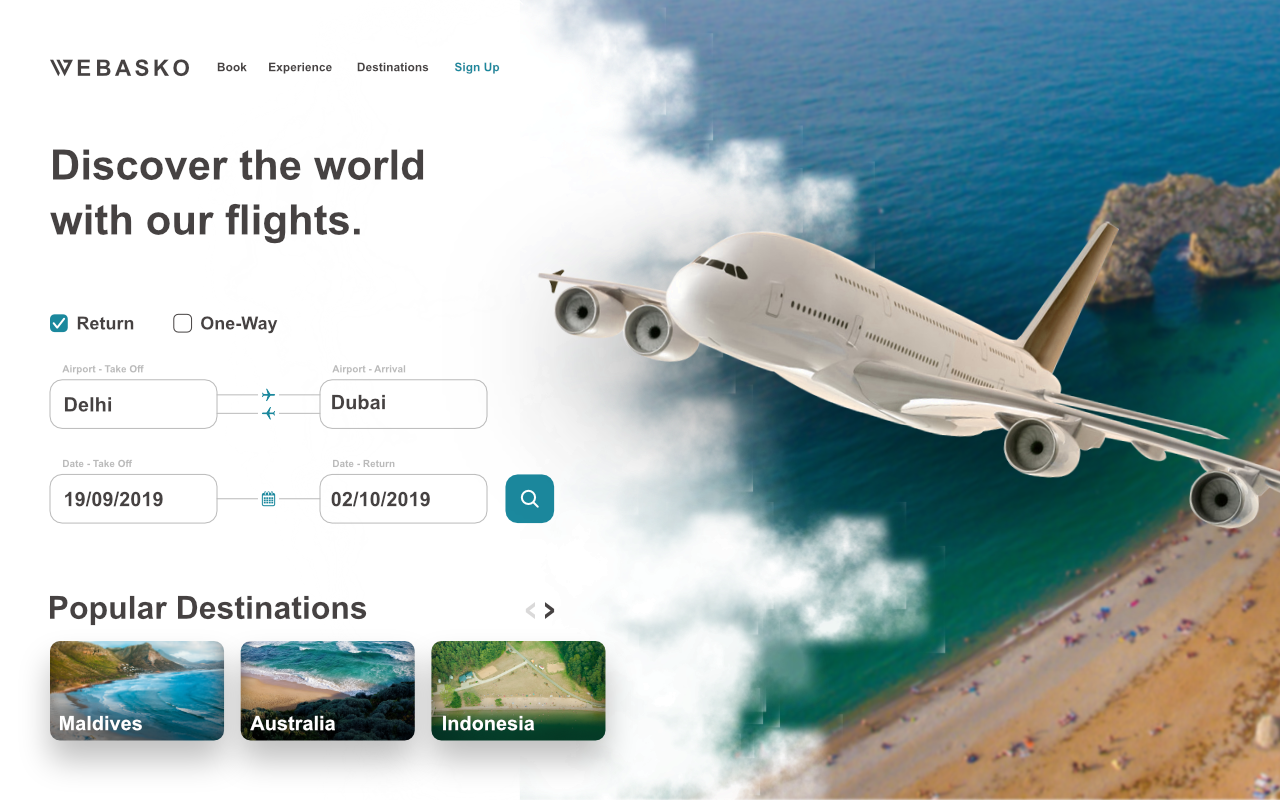 WEBASKO Book Experience Destinations Sign Up
Discover the world
with our flights.
Return One-Way
Airport - Take Off Airport - Arrival
Delhi Dubai
Date - Take Off Date - Return
19/09/2019 02/10/2019
Popular Destinations
Maldives Australia Indonesia